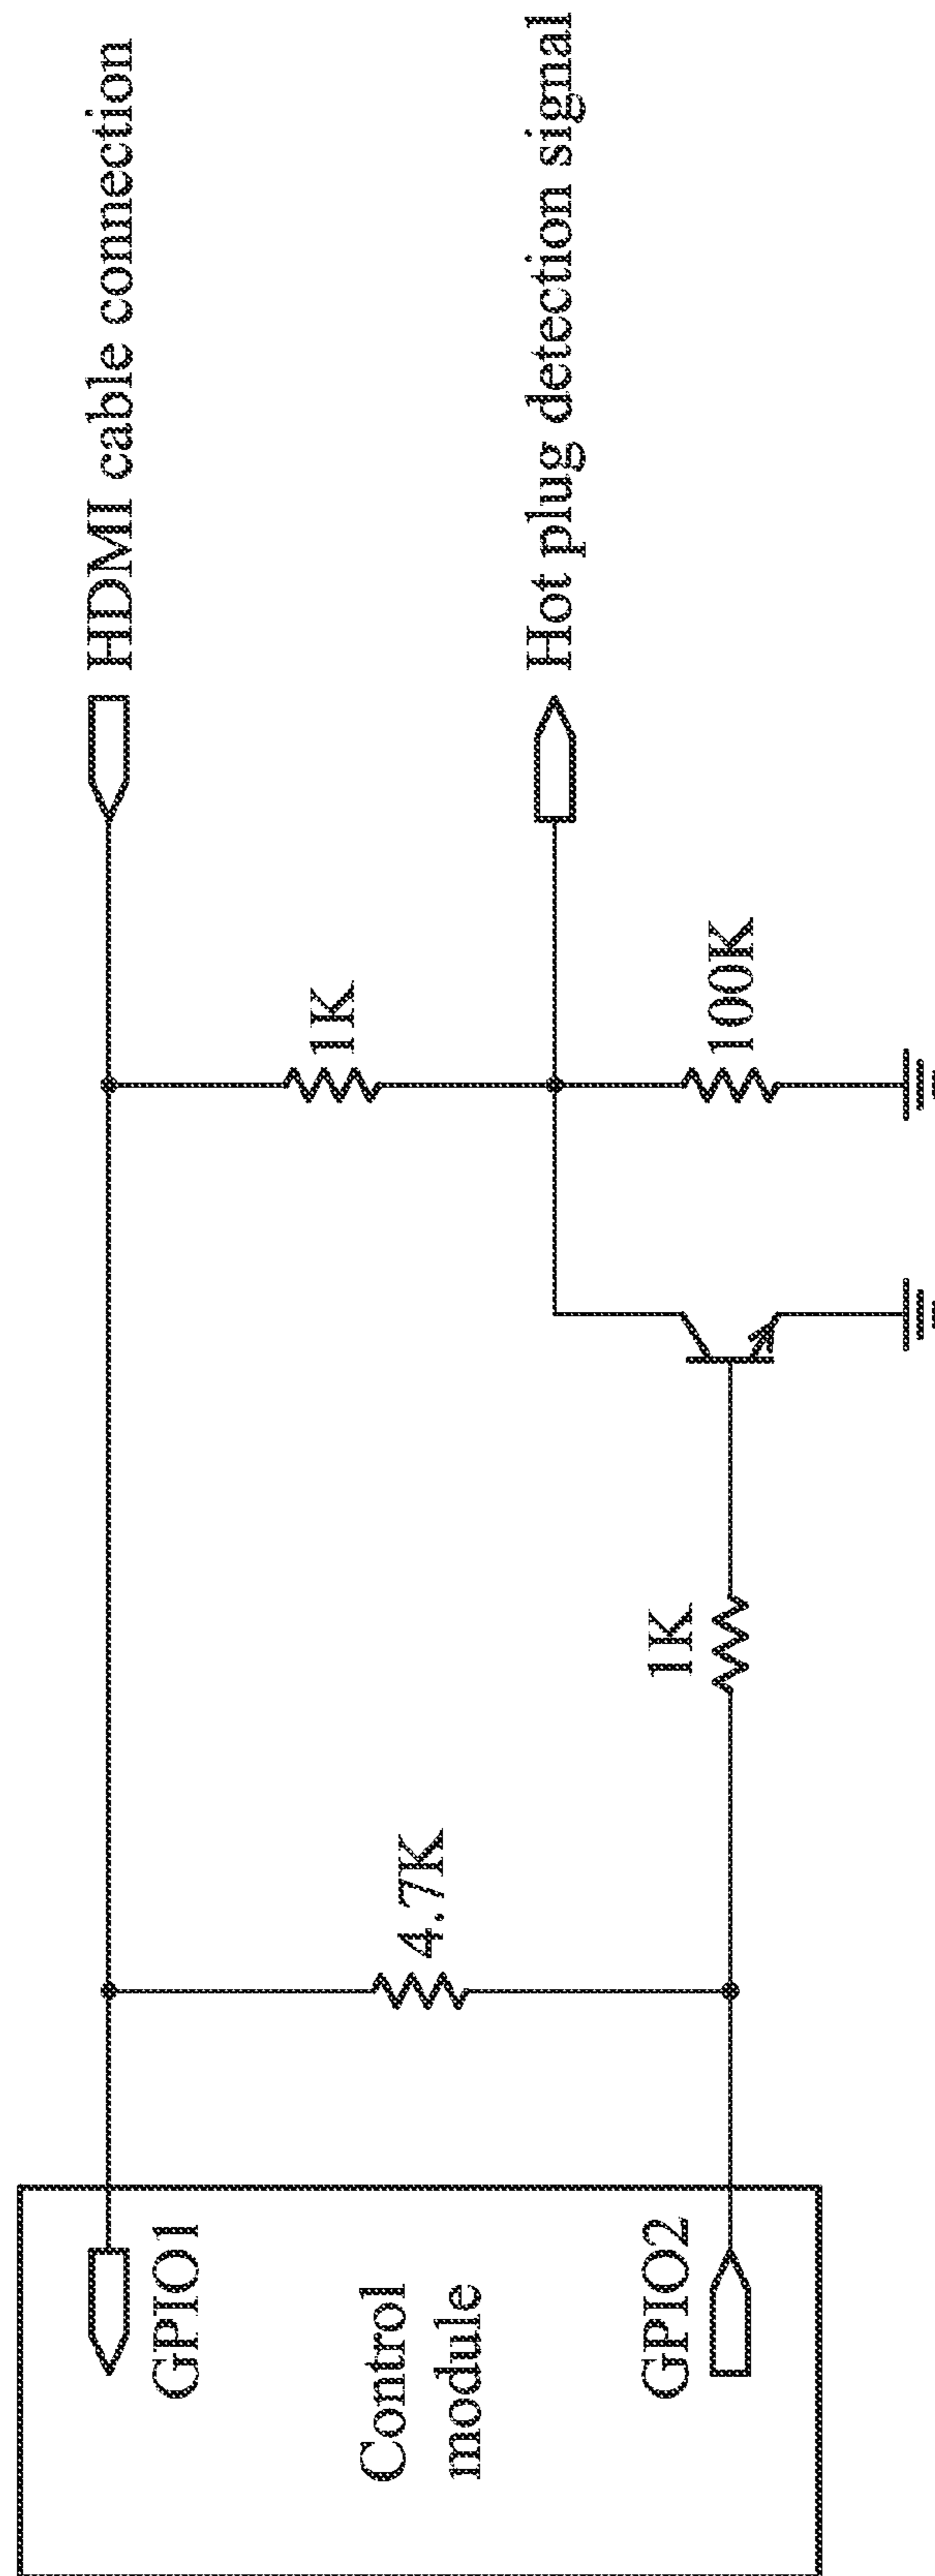 HDMI cable connection
1K
Hot plug detection signal
100K
4.7K
1K
GPIO1
Control
module
GPIO2